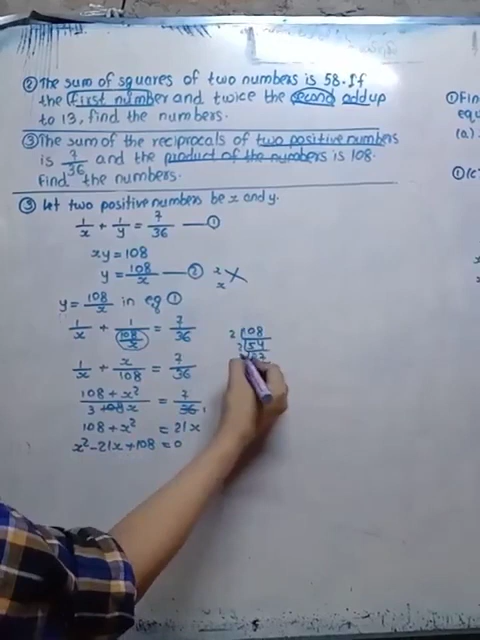 ② The sum of squares of two numbers is 58. If
the first number and twice the second add up
to 13, find the numbers.
③ The sum of the reciprocals of two positive numbers
is 7/36 and the product of the numbers is 108.
Find the numbers.
③ Let two positive numbers be x and y.
1/x + 1/y = 7/36 — ①
xy = 108
y = 108/x — ②
y = 108/x in eq ①
1/x + 1/(108/x) = 7/36
1/x + x/108 = 7/36
(108 + x²)/(3 108x) = 7/36 1
108 + x² = 21x
x² - 21x + 108 = 0
2 108
2 54
27
① Fin
equ
(a).
① (c)